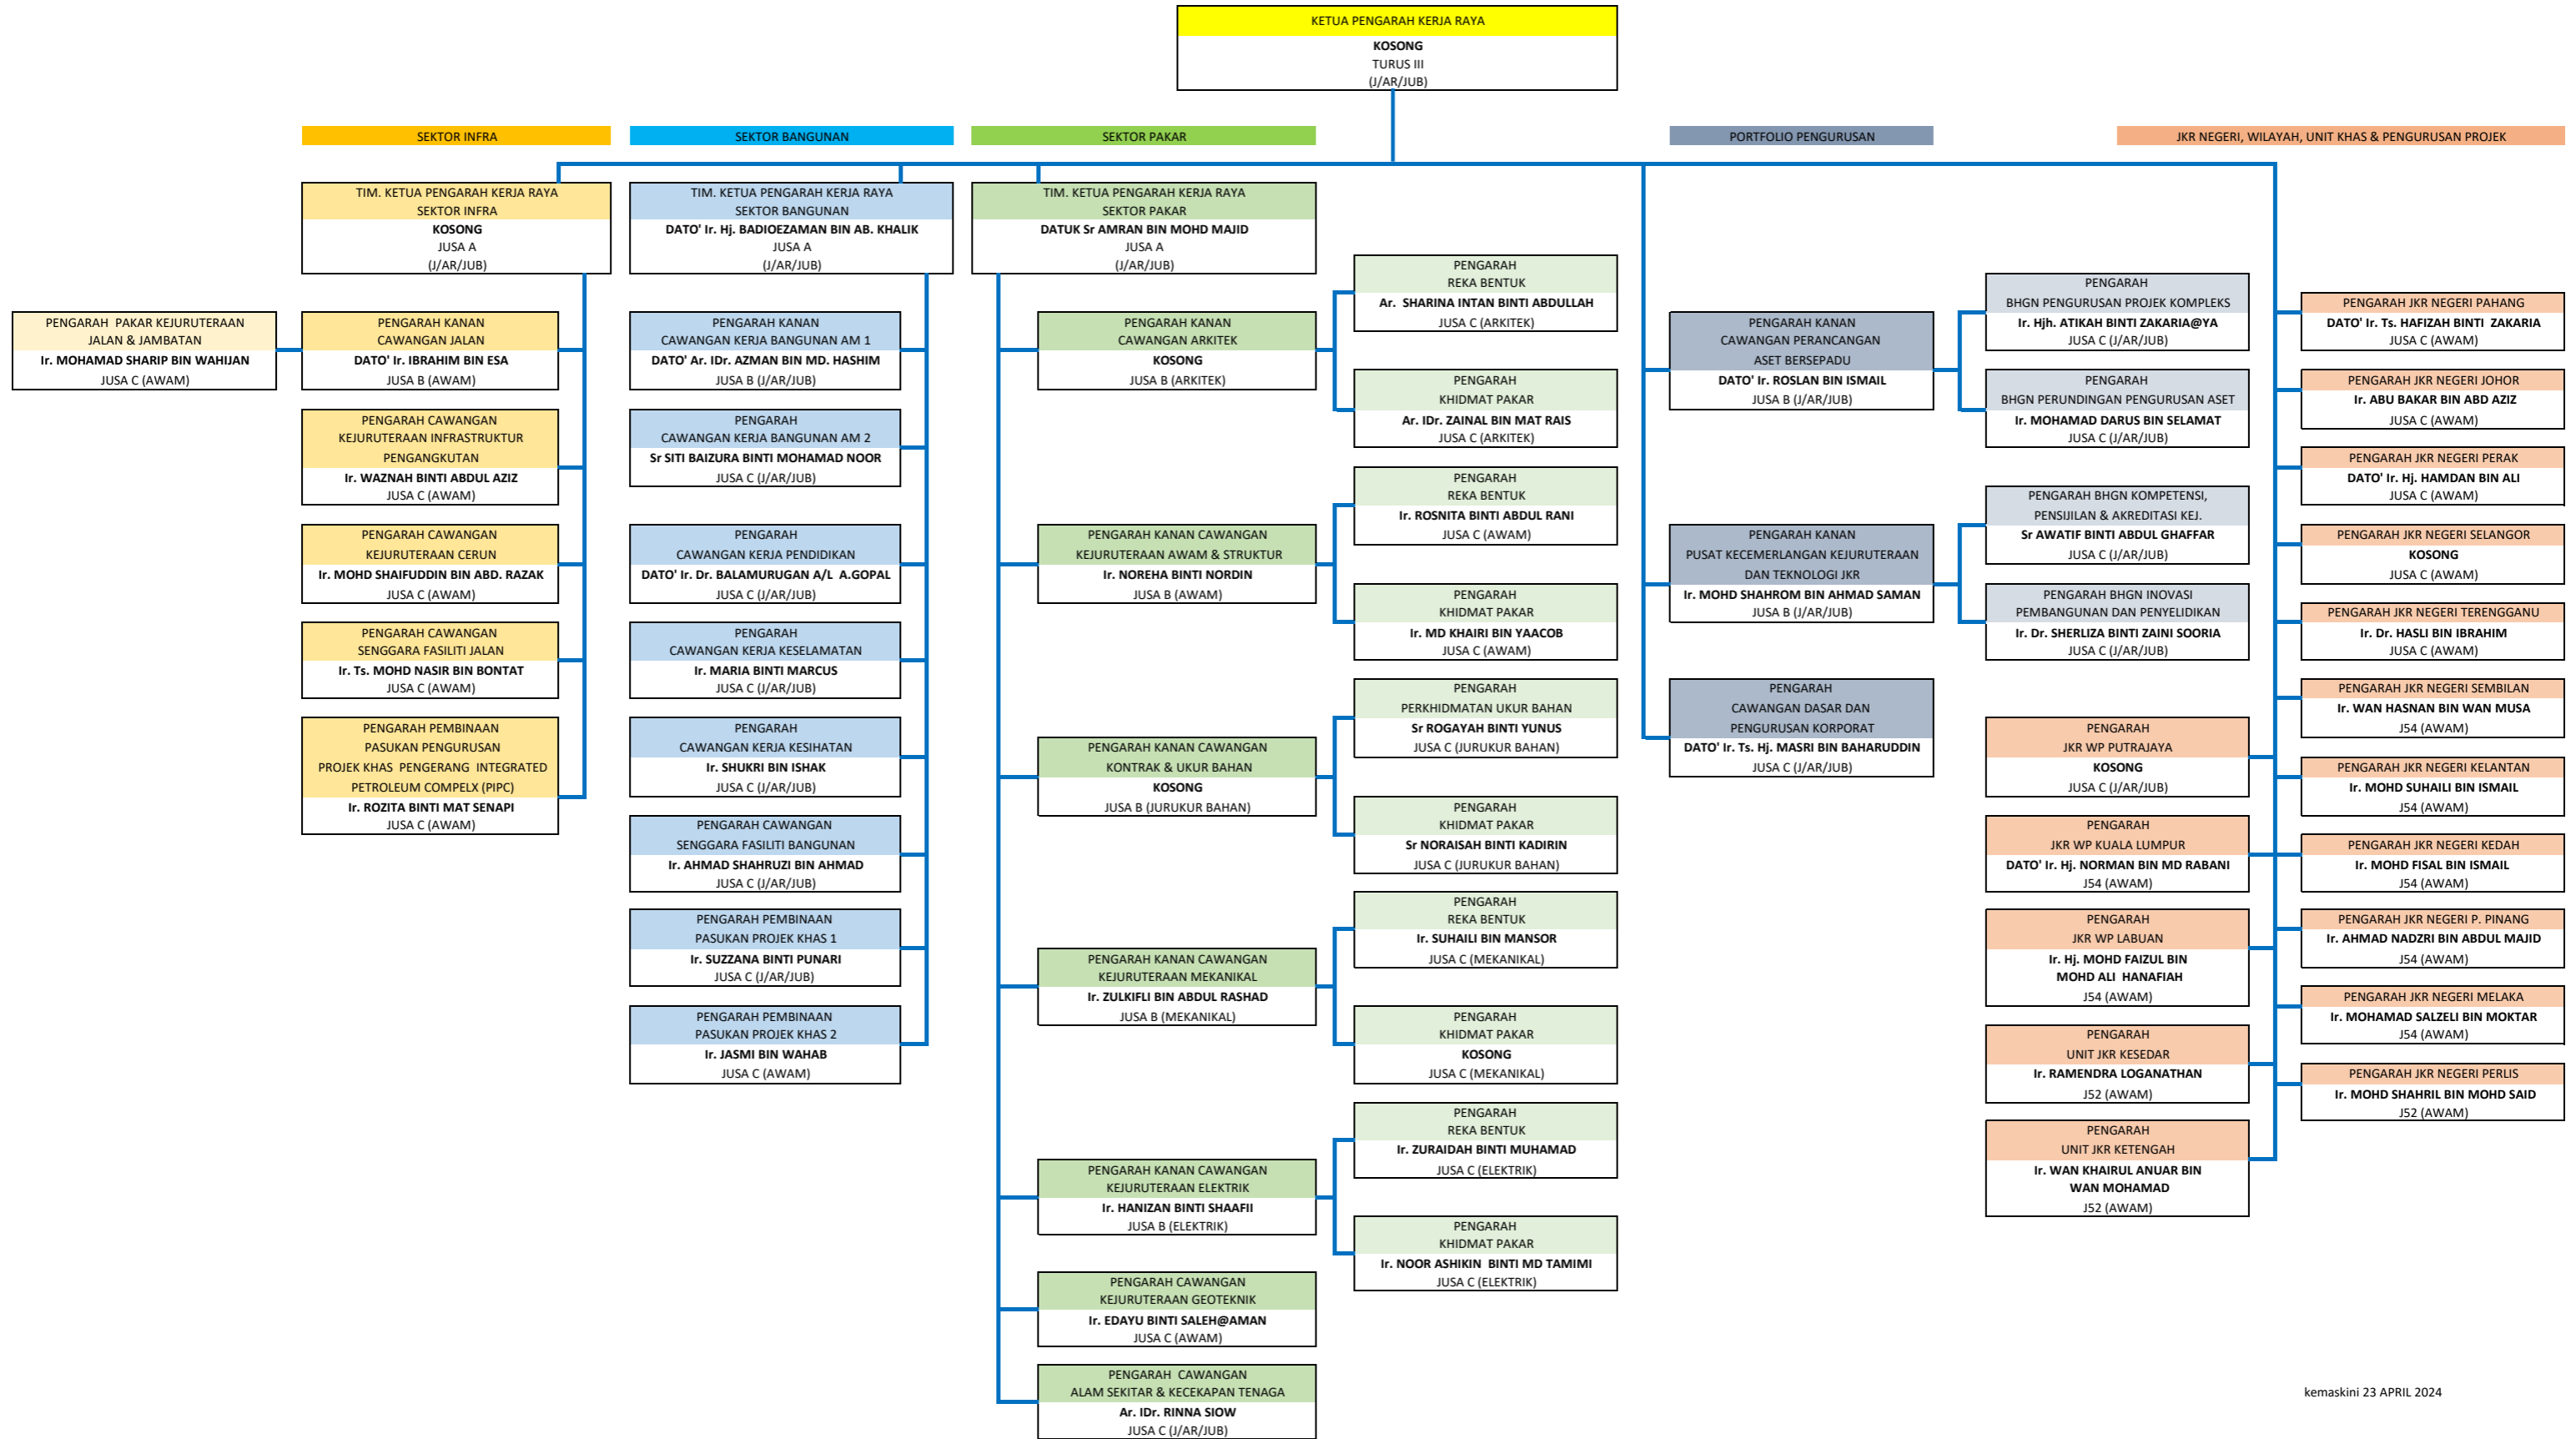 KETUA PENGARAH KERJA RAYA
KOSONG
TURUS III
(J/AR/JUB)
SEKTOR INFRA
SEKTOR BANGUNAN
SEKTOR PAKAR
PORTFOLIO PENGURUSAN
JKR NEGERI, WILAYAH, UNIT KHAS & PENGURUSAN PROJEK
TIM. KETUA PENGARAH KERJA RAYA
SEKTOR INFRA
KOSONG
JUSA A
(J/AR/JUB)
PENGARAH PAKAR KEJURUTERAAN
JALAN & JAMBATAN
Ir. MOHAMAD SHARIP BIN WAHIJAN
JUSA C (AWAM)
PENGARAH KANAN
CAWANGAN JALAN
DATO' Ir. IBRAHIM BIN ESA
JUSA B (AWAM)
PENGARAH CAWANGAN
KEJURUTERAAN INFRASTRUKTUR
PENGANGKUTAN
Ir. WAZNAH BINTI ABDUL AZIZ
JUSA C (AWAM)
PENGARAH CAWANGAN
KEJURUTERAAN CERUN
Ir. MOHD SHAIFUDDIN BIN ABD. RAZAK
JUSA C (AWAM)
PENGARAH CAWANGAN
SENGGARA FASILITI JALAN
Ir. Ts. MOHD NASIR BIN BONTAT
JUSA C (AWAM)
PENGARAH PEMBINAAN
PASUKAN PENGURUSAN
PROJEK KHAS PENGERANG INTEGRATED
PETROLEUM COMPELX (PIPC)
Ir. ROZITA BINTI MAT SENAPI
JUSA C (AWAM)
TIM. KETUA PENGARAH KERJA RAYA
SEKTOR BANGUNAN
DATO' Ir. Hj. BADIOEZAMAN BIN AB. KHALIK
JUSA A
(J/AR/JUB)
PENGARAH KANAN
CAWANGAN KERJA BANGUNAN AM 1
DATO' Ar. IDr. AZMAN BIN MD. HASHIM
JUSA B (J/AR/JUB)
PENGARAH
CAWANGAN KERJA BANGUNAN AM 2
Sr SITI BAIZURA BINTI MOHAMAD NOOR
JUSA C (J/AR/JUB)
PENGARAH
CAWANGAN KERJA PENDIDIKAN
DATO' Ir. Dr. BALAMURUGAN A/L A.GOPAL
JUSA C (J/AR/JUB)
PENGARAH
CAWANGAN KERJA KESELAMATAN
Ir. MARIA BINTI MARCUS
JUSA C (J/AR/JUB)
PENGARAH
CAWANGAN KERJA KESIHATAN
Ir. SHUKRI BIN ISHAK
JUSA C (J/AR/JUB)
PENGARAH CAWANGAN
SENGGARA FASILITI BANGUNAN
Ir. AHMAD SHAHRUZI BIN AHMAD
JUSA C (J/AR/JUB)
PENGARAH PEMBINAAN
PASUKAN PROJEK KHAS 1
Ir. SUZZANA BINTI PUNARI
JUSA C (J/AR/JUB)
PENGARAH PEMBINAAN
PASUKAN PROJEK KHAS 2
Ir. JASMI BIN WAHAB
JUSA C (AWAM)
TIM. KETUA PENGARAH KERJA RAYA
SEKTOR PAKAR
DATUK Sr AMRAN BIN MOHD MAJID
JUSA A
(J/AR/JUB)
PENGARAH KANAN
CAWANGAN ARKITEK
KOSONG
JUSA B (ARKITEK)
PENGARAH
REKA BENTUK
Ar. SHARINA INTAN BINTI ABDULLAH
JUSA C (ARKITEK)
PENGARAH
KHIDMAT PAKAR
Ar. IDr. ZAINAL BIN MAT RAIS
JUSA C (ARKITEK)
PENGARAH KANAN CAWANGAN
KEJURUTERAAN AWAM & STRUKTUR
Ir. NOREHA BINTI NORDIN
JUSA B (AWAM)
PENGARAH
REKA BENTUK
Ir. ROSNITA BINTI ABDUL RANI
JUSA C (AWAM)
PENGARAH
KHIDMAT PAKAR
Ir. MD KHAIRI BIN YAACOB
JUSA C (AWAM)
PENGARAH KANAN CAWANGAN
KONTRAK & UKUR BAHAN
KOSONG
JUSA B (JURUKUR BAHAN)
PENGARAH
PERKHIDMATAN UKUR BAHAN
Sr ROGAYAH BINTI YUNUS
JUSA C (JURUKUR BAHAN)
PENGARAH
KHIDMAT PAKAR
Sr NORAISAH BINTI KADIRIN
JUSA C (JURUKUR BAHAN)
PENGARAH KANAN CAWANGAN
KEJURUTERAAN MEKANIKAL
Ir. ZULKIFLI BIN ABDUL RASHAD
JUSA B (MEKANIKAL)
PENGARAH
REKA BENTUK
Ir. SUHAILI BIN MANSOR
JUSA C (MEKANIKAL)
PENGARAH
KHIDMAT PAKAR
KOSONG
JUSA C (MEKANIKAL)
PENGARAH KANAN CAWANGAN
KEJURUTERAAN ELEKTRIK
Ir. HANIZAN BINTI SHAAFII
JUSA B (ELEKTRIK)
PENGARAH
REKA BENTUK
Ir. ZURAIDAH BINTI MUHAMAD
JUSA C (ELEKTRIK)
PENGARAH
KHIDMAT PAKAR
Ir. NOOR ASHIKIN BINTI MD TAMIMI
JUSA C (ELEKTRIK)
PENGARAH CAWANGAN
KEJURUTERAAN GEOTEKNIK
Ir. EDAYU BINTI SALEH@AMAN
JUSA C (AWAM)
PENGARAH CAWANGAN
ALAM SEKITAR & KECEKAPAN TENAGA
Ar. IDr. RINNA SIOW
JUSA C (J/AR/JUB)
PENGARAH KANAN
CAWANGAN PERANCANGAN
ASET BERSEPADU
DATO' Ir. ROSLAN BIN ISMAIL
JUSA B (J/AR/JUB)
PENGARAH
BHGN PENGURUSAN PROJEK KOMPLEKS
Ir. Hjh. ATIKAH BINTI ZAKARIA@YA
JUSA C (J/AR/JUB)
PENGARAH
BHGN PERUNDINGAN PENGURUSAN ASET
Ir. MOHAMAD DARUS BIN SELAMAT
JUSA C (J/AR/JUB)
PENGARAH KANAN
PUSAT KECEMERLANGAN KEJURUTERAAN
DAN TEKNOLOGI JKR
Ir. MOHD SHAHROM BIN AHMAD SAMAN
JUSA B (J/AR/JUB)
PENGARAH BHGN KOMPETENSI,
PENSIJILAN & AKREDITASI KEJ.
Sr AWATIF BINTI ABDUL GHAFFAR
JUSA C (J/AR/JUB)
PENGARAH BHGN INOVASI
PEMBANGUNAN DAN PENYELIDIKAN
Ir. Dr. SHERLIZA BINTI ZAINI SOORIA
JUSA C (J/AR/JUB)
PENGARAH
CAWANGAN DASAR DAN
PENGURUSAN KORPORAT
DATO' Ir. Ts. Hj. MASRI BIN BAHARUDDIN
JUSA C (J/AR/JUB)
PENGARAH
JKR WP PUTRAJAYA
KOSONG
JUSA C (J/AR/JUB)
PENGARAH
JKR WP KUALA LUMPUR
DATO' Ir. Hj. NORMAN BIN MD RABANI
J54 (AWAM)
PENGARAH
JKR WP LABUAN
Ir. Hj. MOHD FAIZUL BIN
MOHD ALI HANAFIAH
J54 (AWAM)
PENGARAH
UNIT JKR KESEDAR
Ir. RAMENDRA LOGANATHAN
J52 (AWAM)
PENGARAH
UNIT JKR KETENGAH
Ir. WAN KHAIRUL ANUAR BIN
WAN MOHAMAD
J52 (AWAM)
PENGARAH JKR NEGERI PAHANG
DATO' Ir. Ts. HAFIZAH BINTI ZAKARIA
JUSA C (AWAM)
PENGARAH JKR NEGERI JOHOR
Ir. ABU BAKAR BIN ABD AZIZ
JUSA C (AWAM)
PENGARAH JKR NEGERI PERAK
DATO' Ir. Hj. HAMDAN BIN ALI
JUSA C (AWAM)
PENGARAH JKR NEGERI SELANGOR
KOSONG
JUSA C (AWAM)
PENGARAH JKR NEGERI TERENGGANU
Ir. Dr. HASLI BIN IBRAHIM
JUSA C (AWAM)
PENGARAH JKR NEGERI SEMBILAN
Ir. WAN HASNAN BIN WAN MUSA
J54 (AWAM)
PENGARAH JKR NEGERI KELANTAN
Ir. MOHD SUHAILI BIN ISMAIL
J54 (AWAM)
PENGARAH JKR NEGERI KEDAH
Ir. MOHD FISAL BIN ISMAIL
J54 (AWAM)
PENGARAH JKR NEGERI P. PINANG
Ir. AHMAD NADZRI BIN ABDUL MAJID
J54 (AWAM)
PENGARAH JKR NEGERI MELAKA
Ir. MOHAMAD SALZELI BIN MOKTAR
J54 (AWAM)
PENGARAH JKR NEGERI PERLIS
Ir. MOHD SHAHRIL BIN MOHD SAID
J52 (AWAM)
kemaskini 23 APRIL 2024